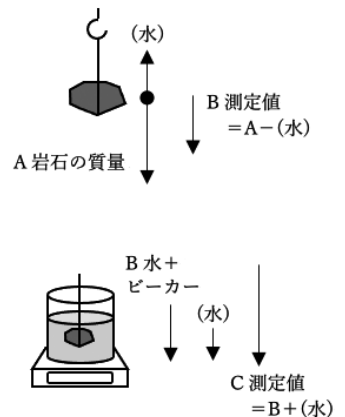 (水)
B 測定値
＝A－(水)
A 岩石の質量
B 水＋
ビーカー
(水)
C 測定値
＝B＋(水)